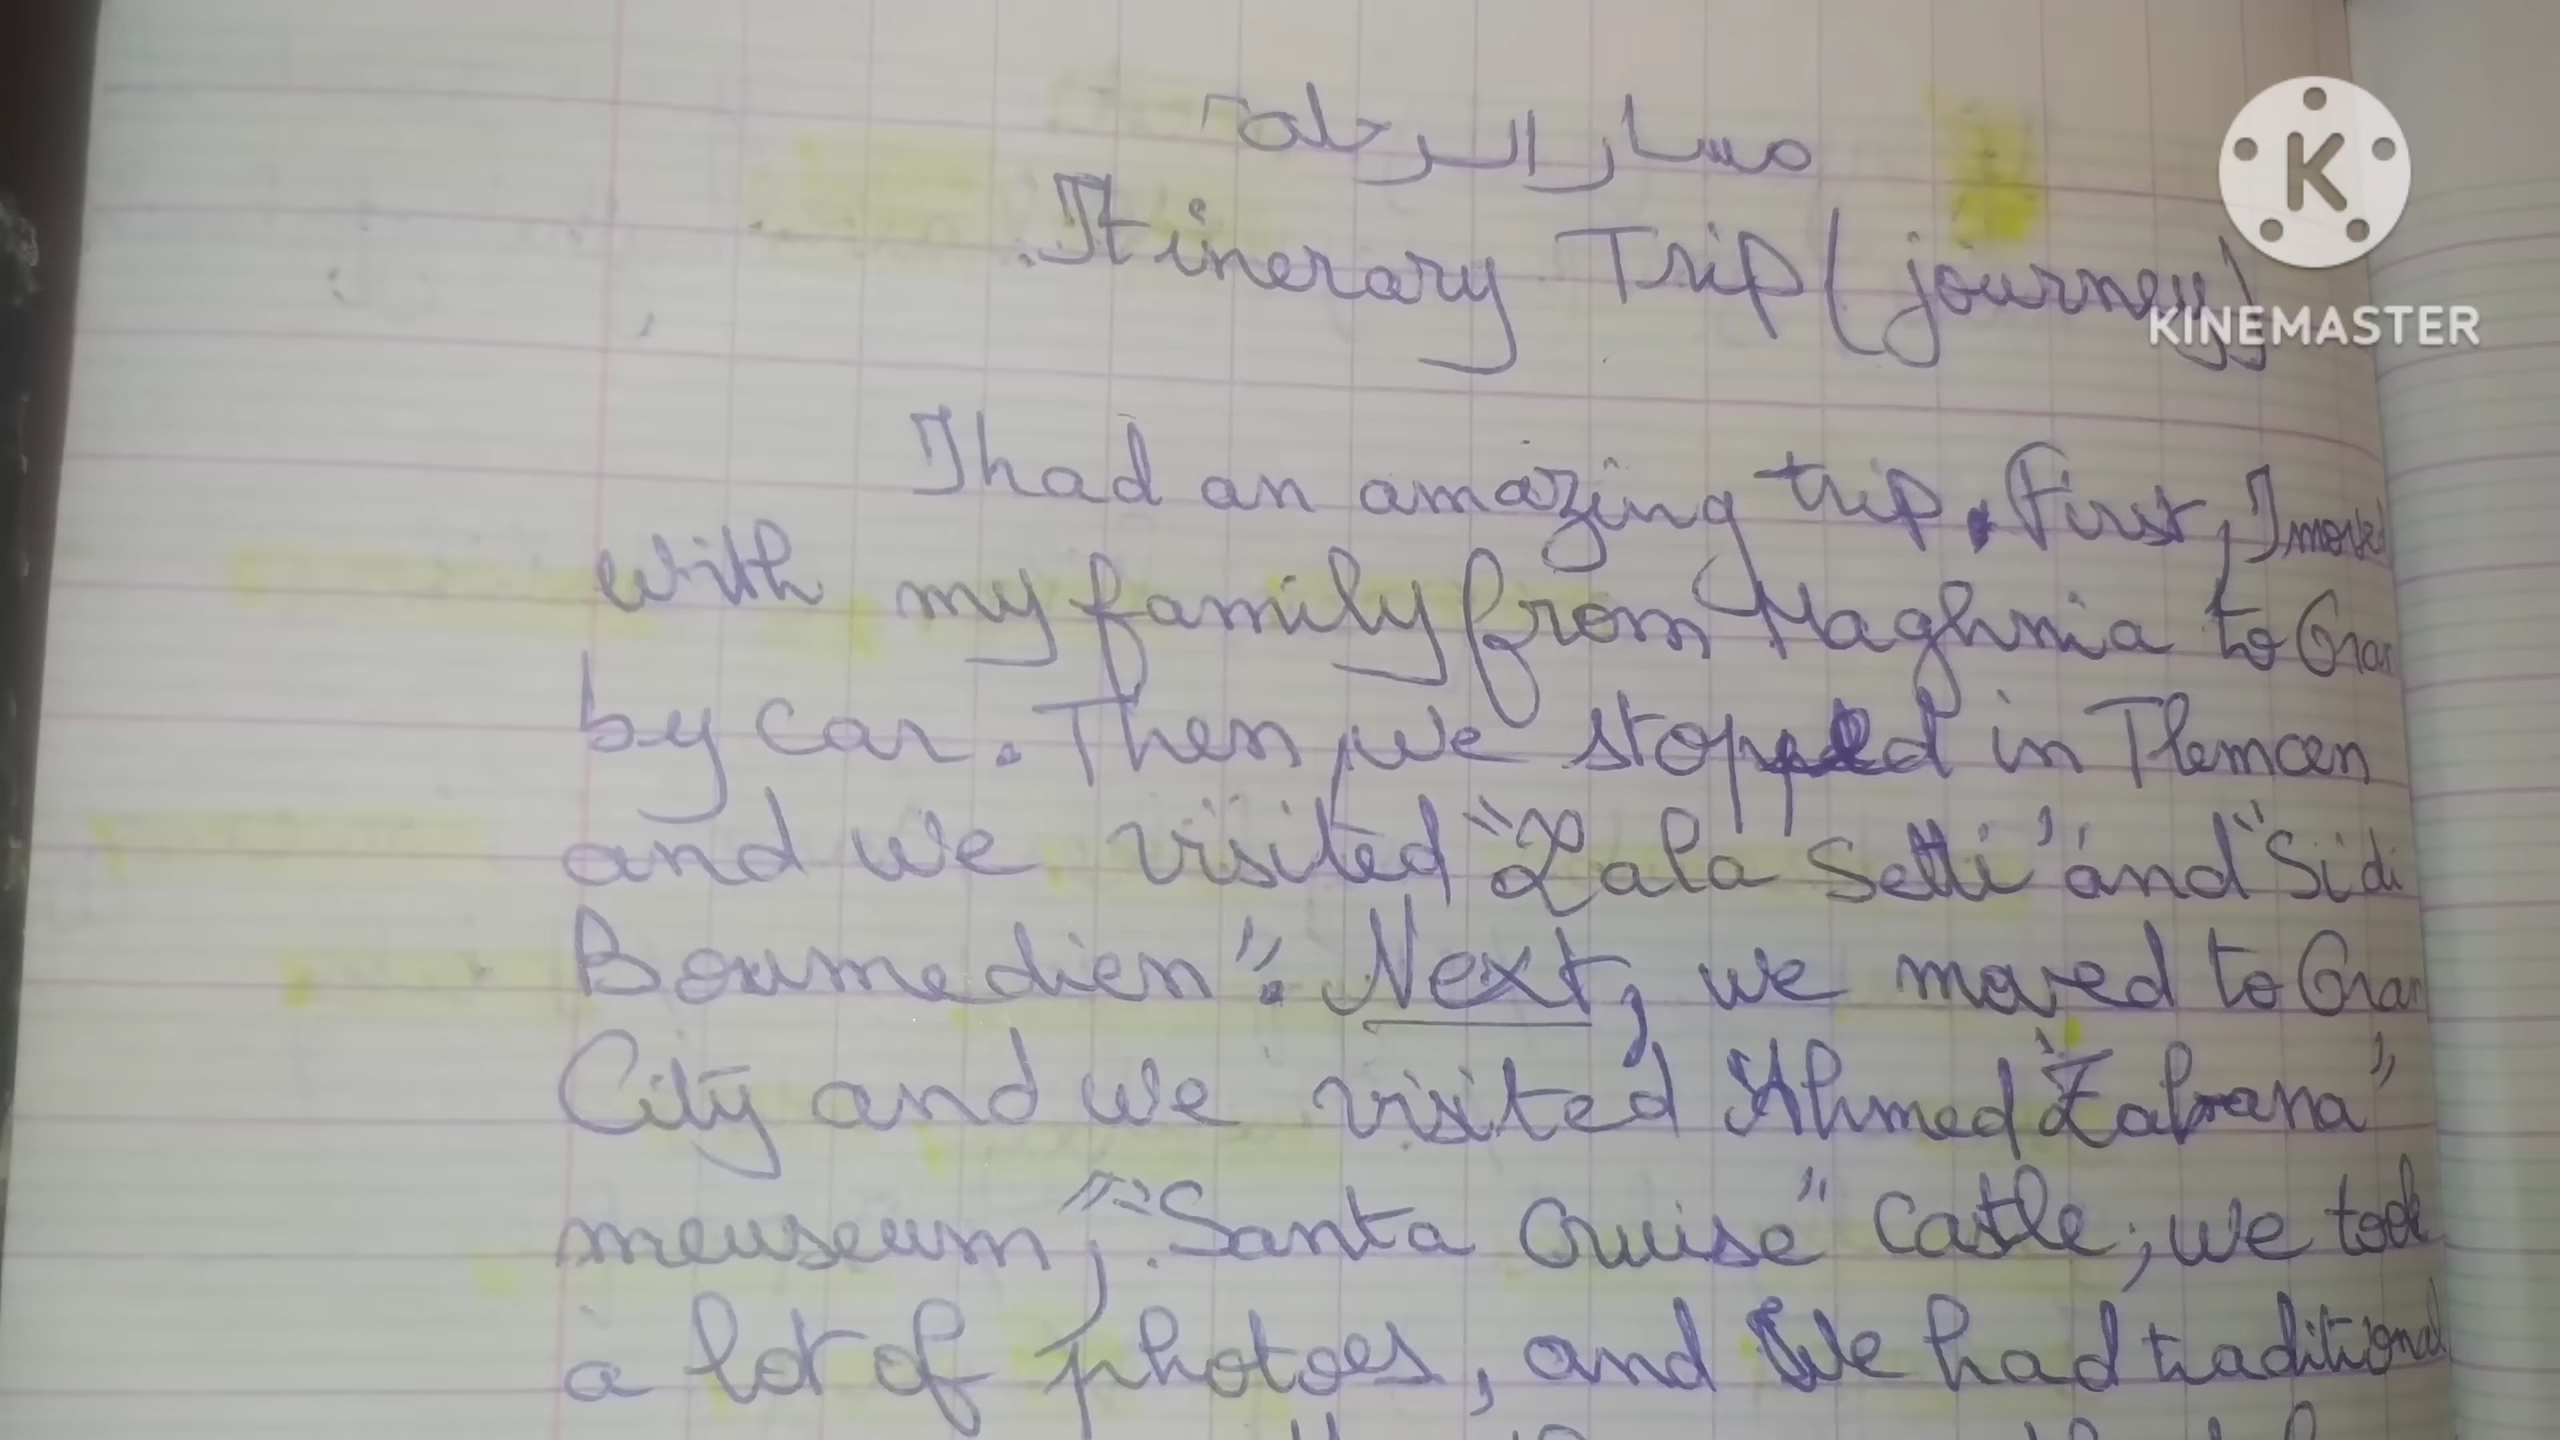 مسار الرحلة
Itinerary Trip (journey)
I had an amazing trip. First, I moved
with my family from Maghnia to Oran
by car. Then, we stopped in Tlemcen
and we visited "Lala Setti" and "Sidi
Boumedien". Next, we moved to Oran
City and we visited Ahmed "Zabana"
meuseum, "Santa Cruise" Castle, we took
a lot of photoes, and We had traditional
KINEMASTER